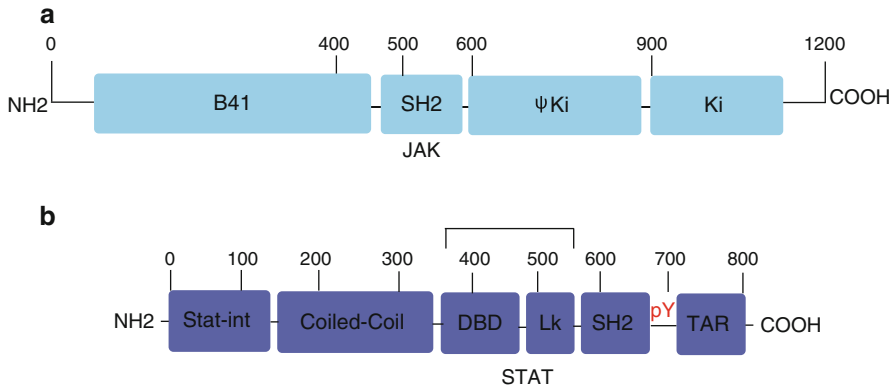 a
0 400 500 600 900 1200
NH2 B41 SH2 ψKi Ki COOH
JAK
b
0 100 200 300 400 500 600 700 800
NH2 Stat-int Coiled-Coil DBD Lk SH2 pY TAR COOH
STAT